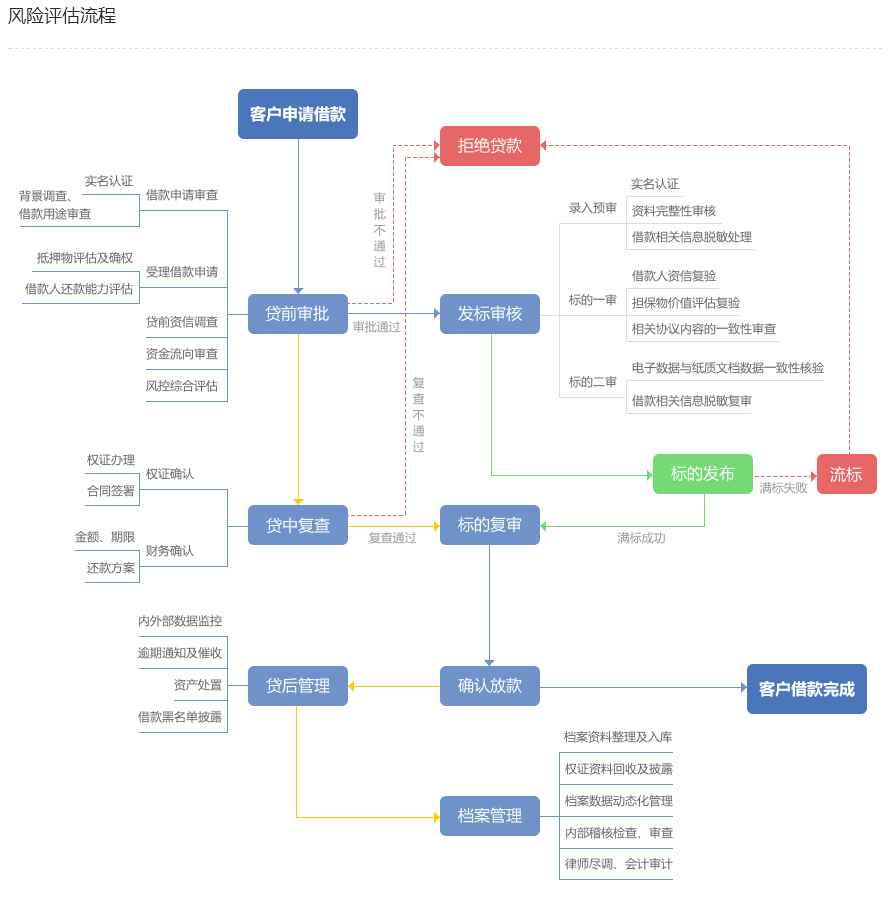 风险评估流程
客户申请借款
拒绝贷款
实名认证
背景调查、
借款用途审查
借款申请审查
抵押物评估及确权
借款人还款能力评估
受理借款申请
贷前资信调查
资金流向审查
风控综合评估
贷前审批
审批不通过
审批通过
发标审核
录入预审
实名认证
资料完整性审核
借款相关信息脱敏处理
标的一审
借款人资信复验
担保物价值评估复验
相关协议内容的一致性审查
标的二审
电子数据与纸质文档数据一致性核验
借款相关信息脱敏复审
复查不通过
标的发布
满标失败
流标
权证办理
合同签署
权证确认
金额、期限
还款方案
财务确认
贷中复查
复查通过
标的复审
满标成功
内外部数据监控
逾期通知及催收
资产处置
借款黑名单披露
贷后管理
确认放款
客户借款完成
档案管理
档案资料整理及入库
权证资料回收及披露
档案数据动态化管理
内部稽核检查、审查
律师尽调、会计审计